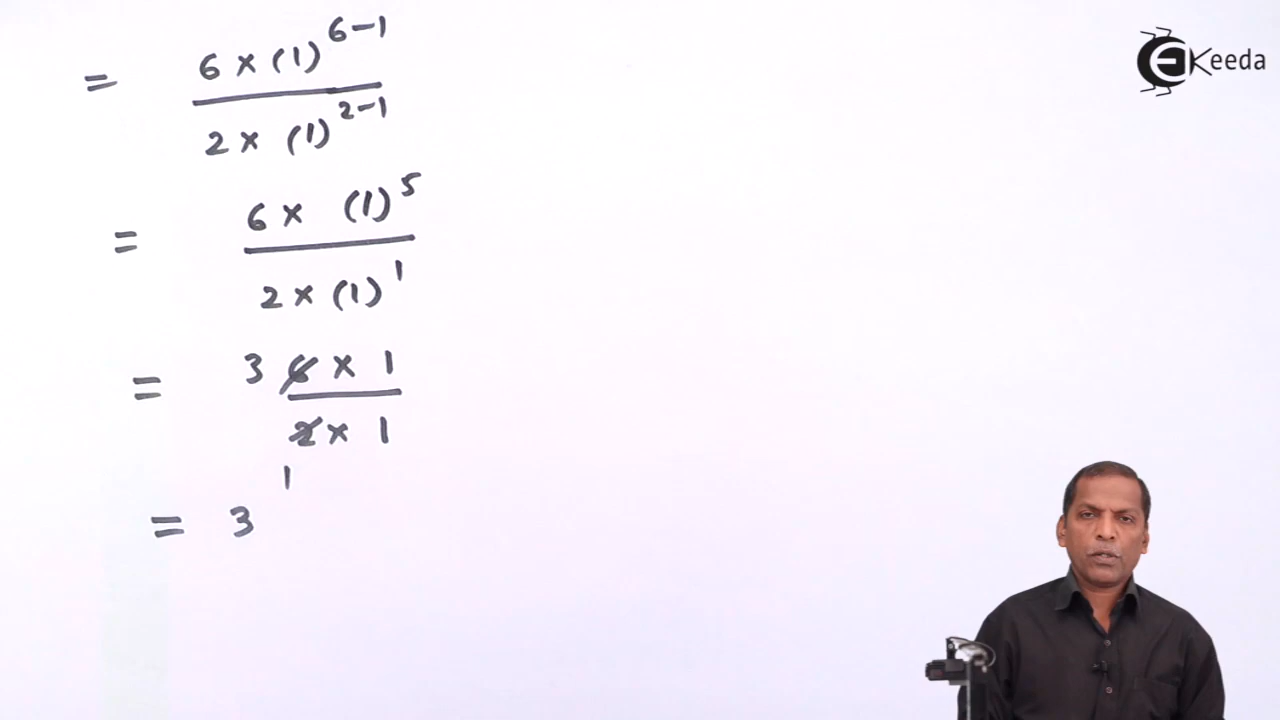 Keeda
= 6 × (1)^6-1 / 2 × (1)^2-1
= 6 × (1)^5 / 2 × (1)^1
= 3 6 × 1 / 2 × 1
1
= 3